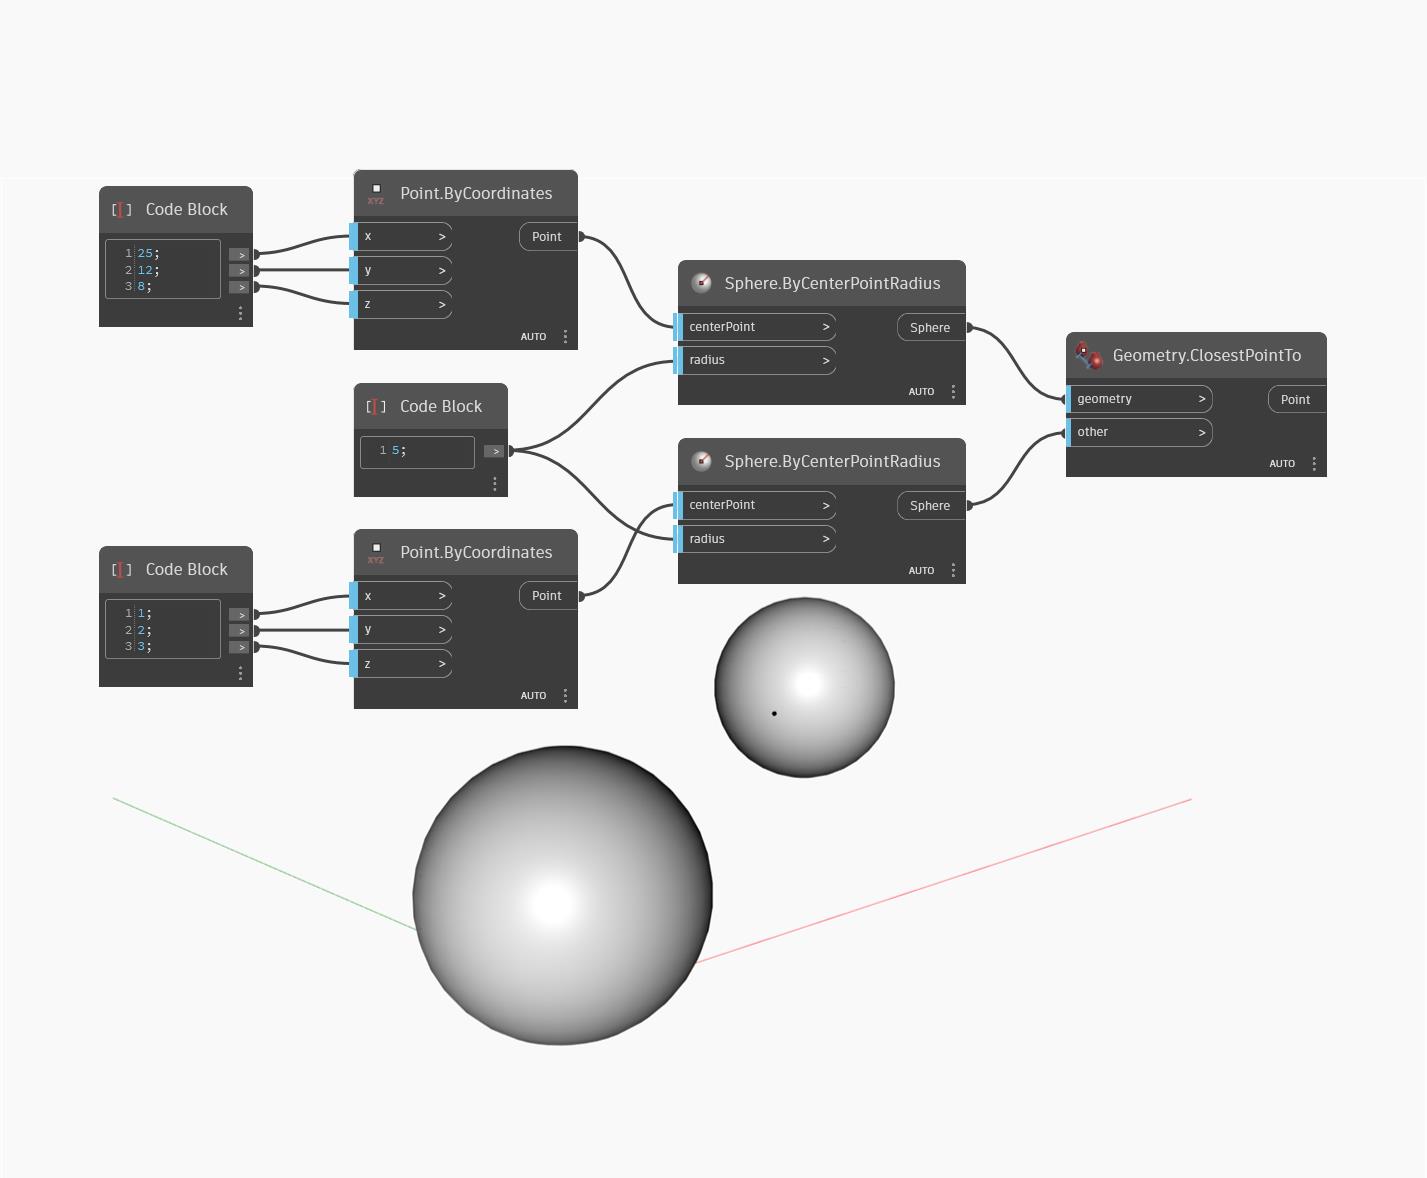 Code Block
1 25; >
2 12; >
3 8; >
XYZ Point.ByCoordinates
x > Point
y >
z >
AUTO
Code Block
1 5; >
Code Block
1 1; >
2 2; >
3 3; >
XYZ Point.ByCoordinates
x > Point
y >
z >
AUTO
Sphere.ByCenterPointRadius
centerPoint > Sphere
radius >
AUTO
Sphere.ByCenterPointRadius
centerPoint > Sphere
radius >
AUTO
Geometry.ClosestPointTo
geometry > Point
other >
AUTO